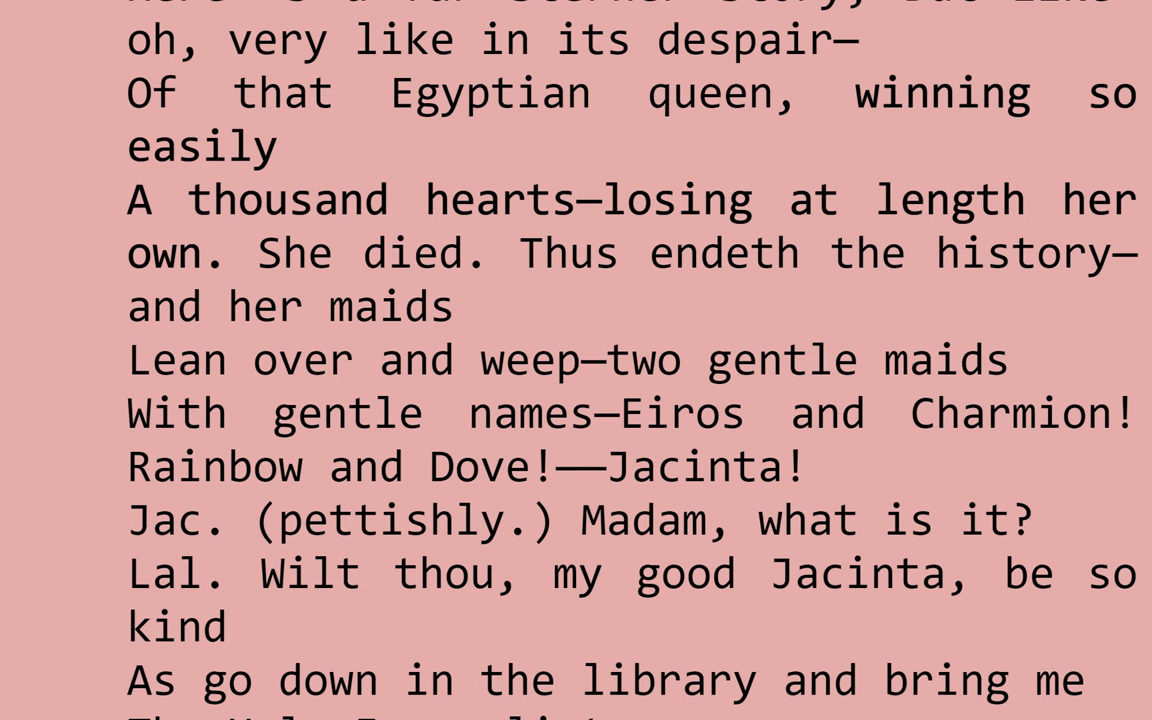 oh, very like in its despair—
Of that Egyptian queen, winning so
easily
A thousand hearts—losing at length her
own. She died. Thus endeth the history—
and her maids
Lean over and weep—two gentle maids
With gentle names—Eiros and Charmion!
Rainbow and Dove!——Jacinta!
Jac. (pettishly.) Madam, what is it?
Lal. Wilt thou, my good Jacinta, be so
kind
As go down in the library and bring me